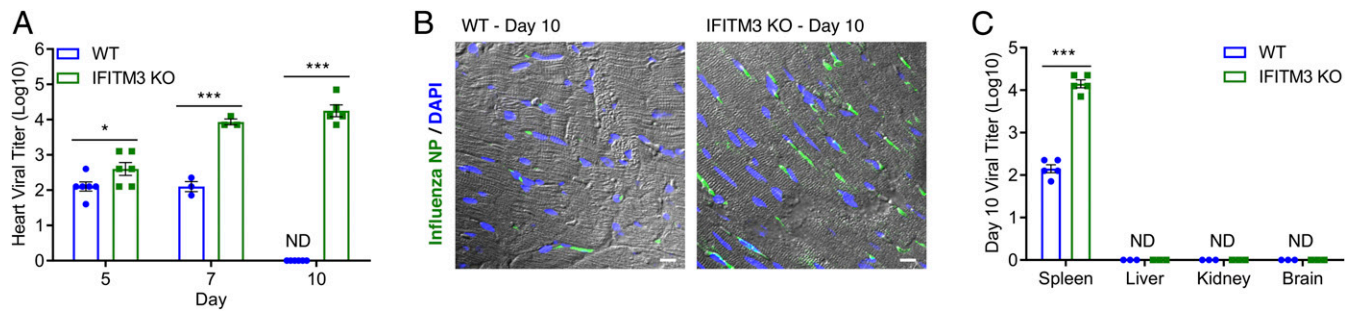 A
WT
IFITM3 KO
Heart Viral Titer (Log10)
6
5
4
3
2
1
0
*
***
***
ND
5
7
10
Day
B
WT - Day 10
IFITM3 KO - Day 10
Influenza NP / DAPI
C
WT
IFITM3 KO
Day 10 Viral Titer (Log10)
5
4
3
2
1
0
***
ND
ND
ND
Spleen
Liver
Kidney
Brain